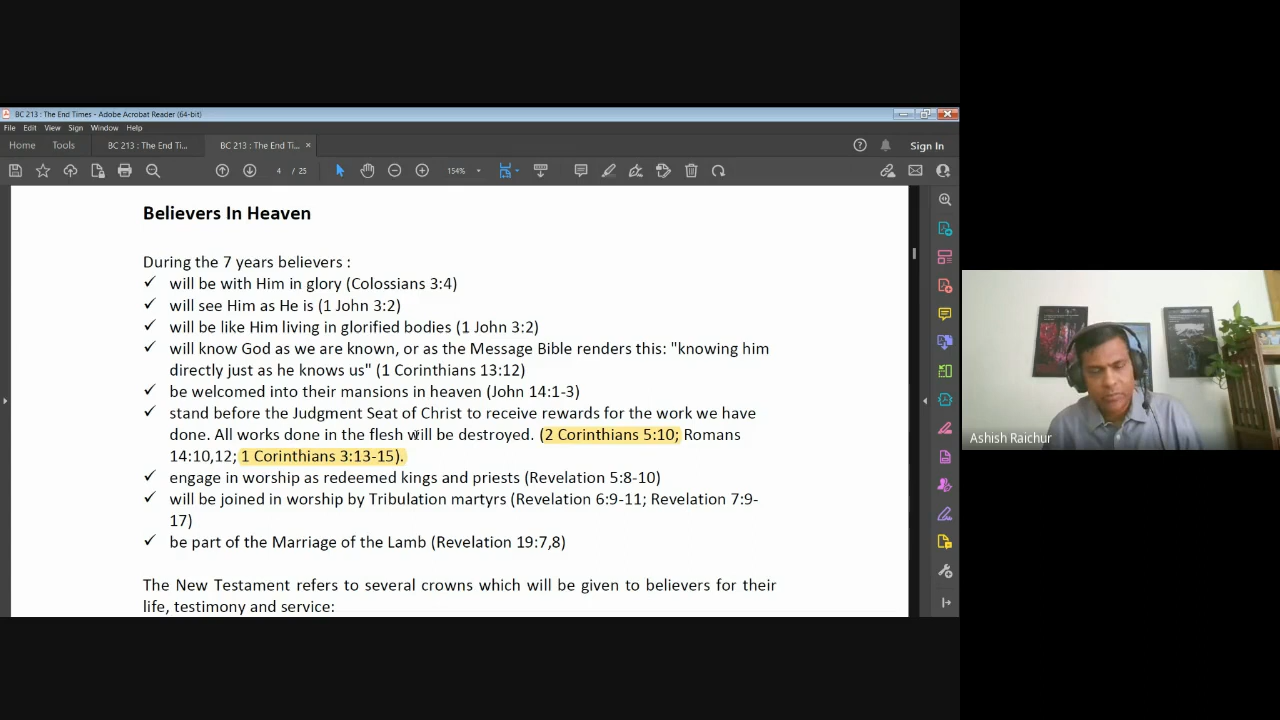 BC 213 : The End Times - Adobe Acrobat Reader (64-bit)
File Edit View Sign Window Help
Home Tools BC 213 : The End Ti... BC 213 : The End Ti... ×
Sign In
4 / 25 154%
Believers In Heaven
During the 7 years believers :
✓ will be with Him in glory (Colossians 3:4)
✓ will see Him as He is (1 John 3:2)
✓ will be like Him living in glorified bodies (1 John 3:2)
✓ will know God as we are known, or as the Message Bible renders this: "knowing him
directly just as he knows us" (1 Corinthians 13:12)
✓ be welcomed into their mansions in heaven (John 14:1-3)
✓ stand before the Judgment Seat of Christ to receive rewards for the work we have
done. All works done in the flesh will be destroyed. (2 Corinthians 5:10; Romans
14:10,12; 1 Corinthians 3:13-15).
✓ engage in worship as redeemed kings and priests (Revelation 5:8-10)
✓ will be joined in worship by Tribulation martyrs (Revelation 6:9-11; Revelation 7:9-
17)
✓ be part of the Marriage of the Lamb (Revelation 19:7,8)
The New Testament refers to several crowns which will be given to believers for their
life, testimony and service:
Ashish Raichur